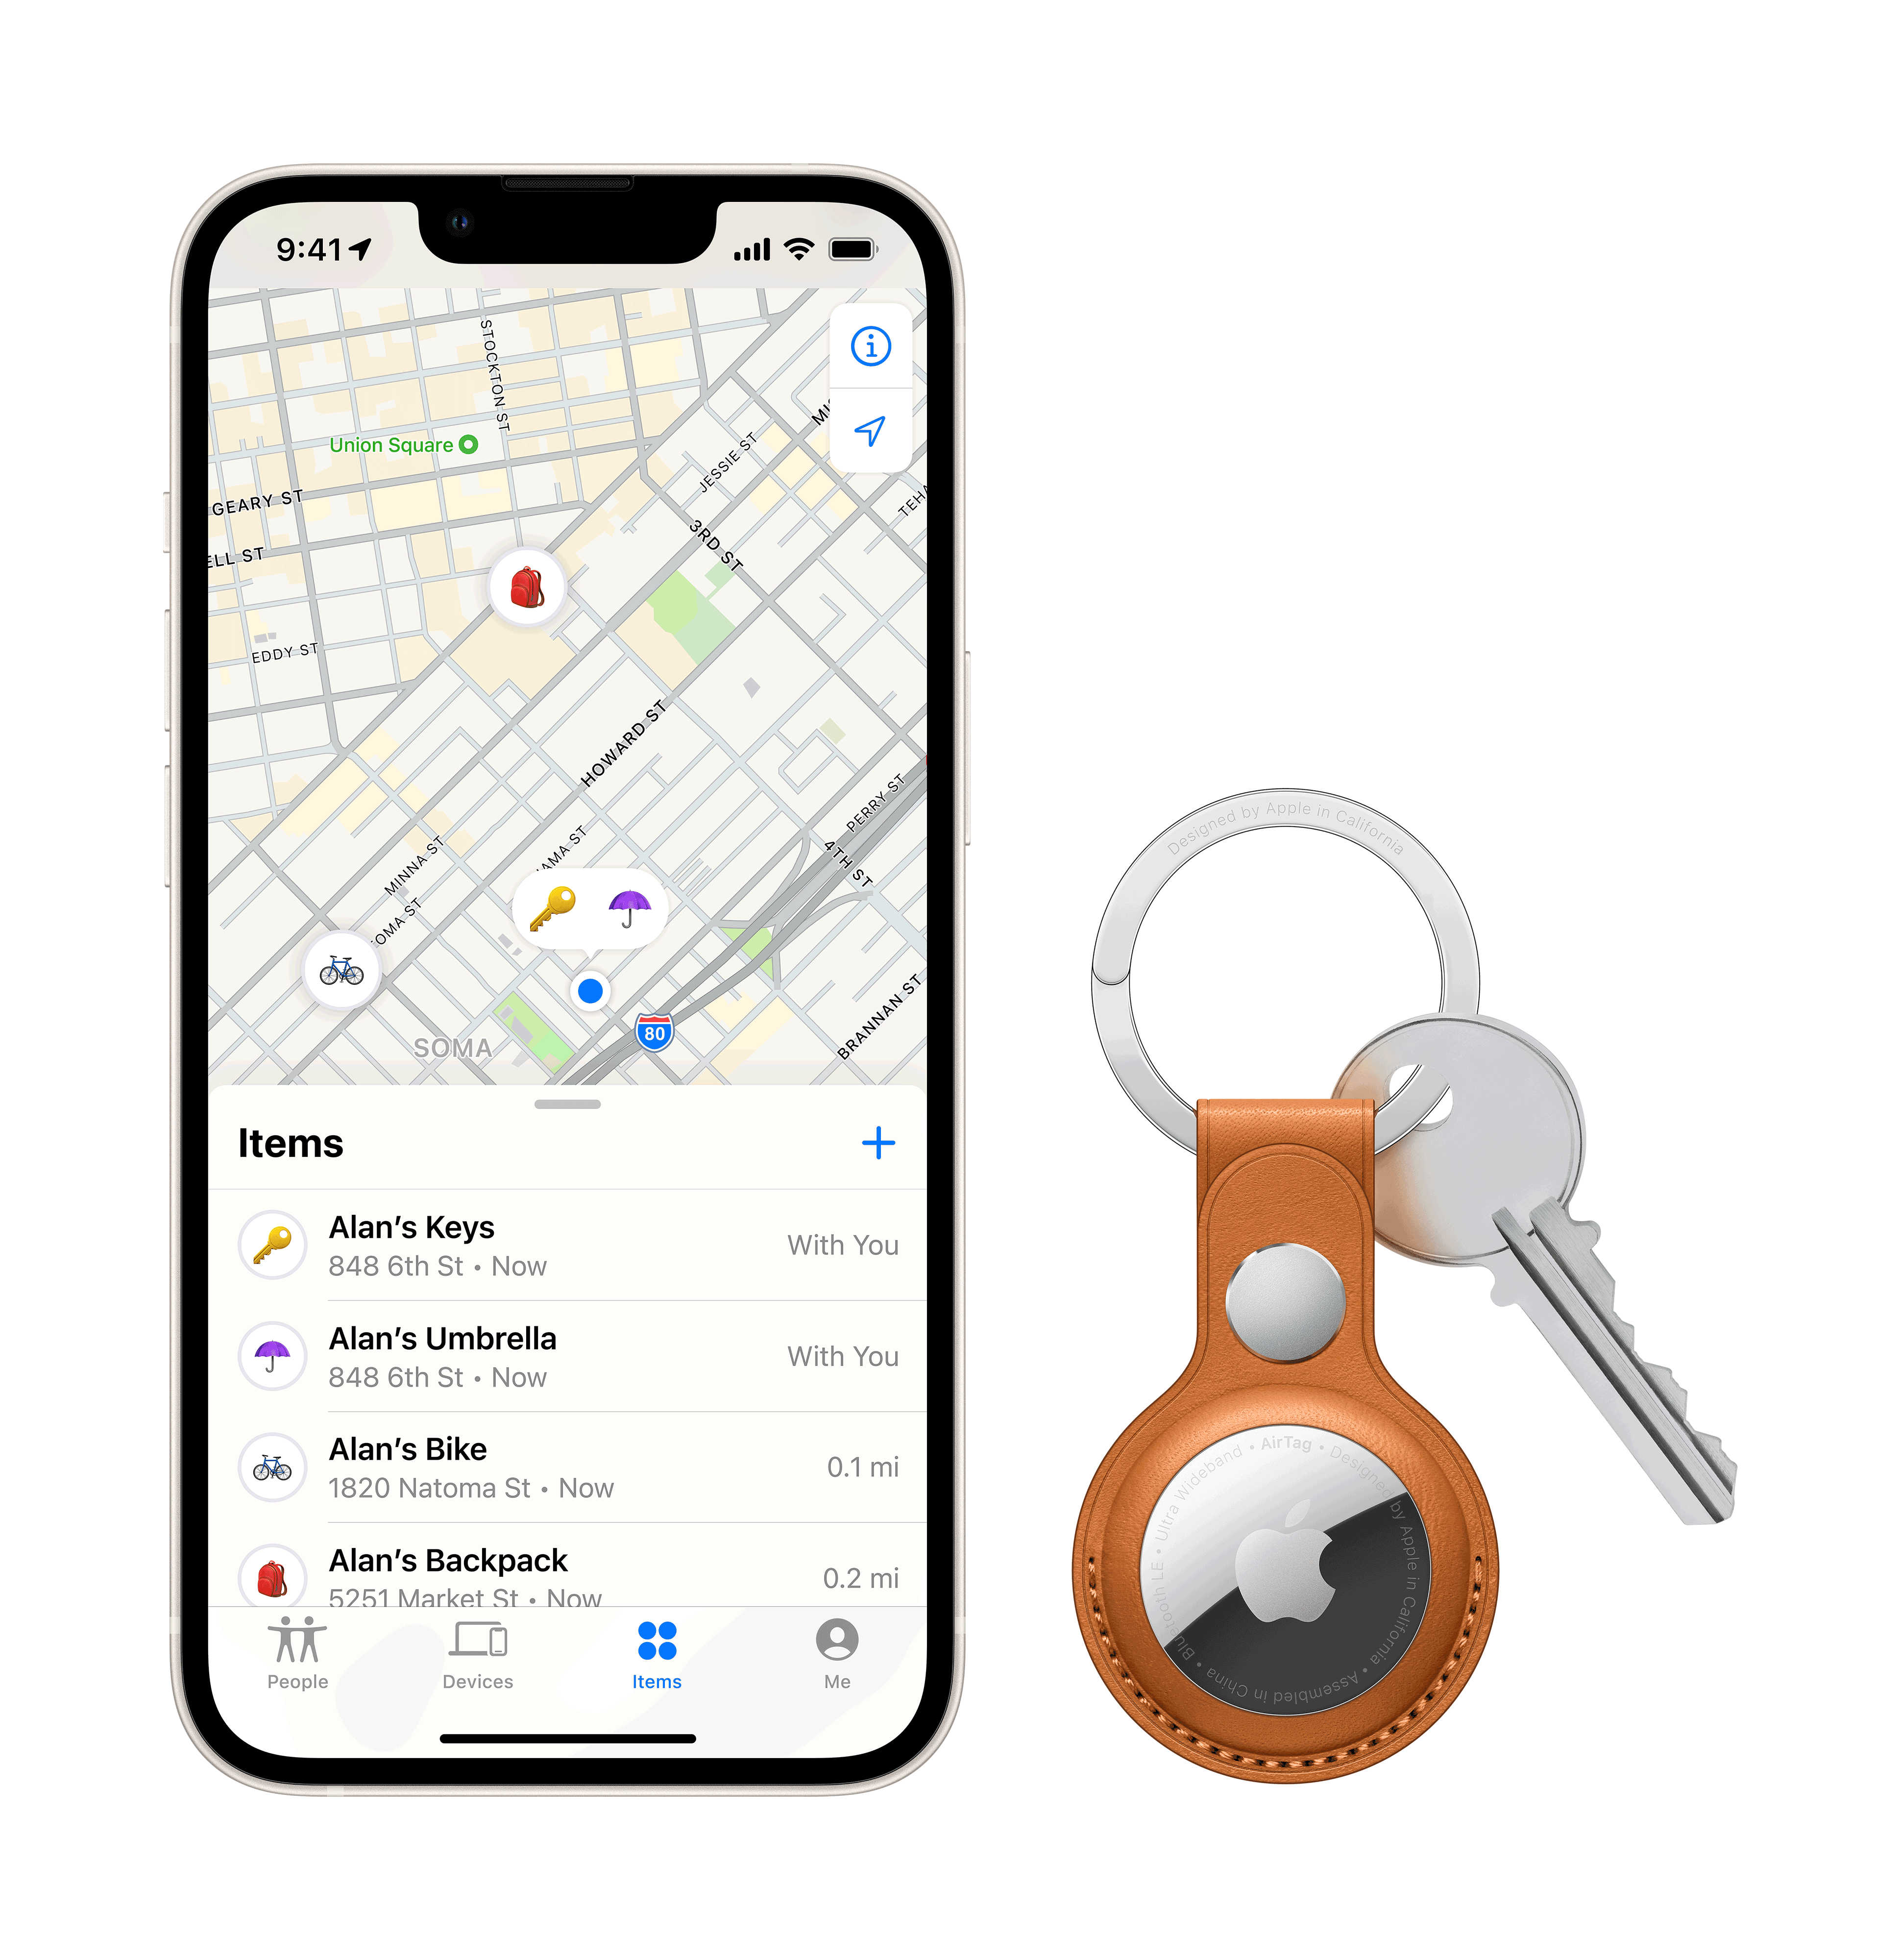 9:41
STOCKTON ST
Union Square
JESSIE ST
GEARY ST
3RD ST
ELL ST
EDDY ST
HOWARD ST
PERRY ST
4TH ST
MINNA ST
AMA ST
OMA ST
BRANNAN ST
80
SOMA
Items
Alan's Keys
848 6th St • Now
With You
Alan's Umbrella
848 6th St • Now
With You
Alan's Bike
1820 Natoma St • Now
0.1 mi
Alan's Backpack
5251 Market St • Now
0.2 mi
People
Devices
Items
Me
Designed by Apple in California
Bluetooth LE • Ultra Wideband • AirTag • Designed by Apple in California • Assembled in China •